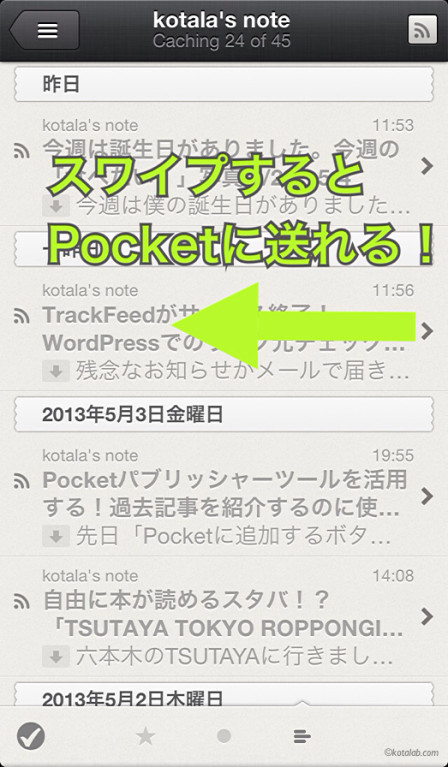 kotala's note
Caching 24 of 45
昨日
kotala's note 11:53
今週は誕生日がありました。今週の
スワイプすると
今週は僕の誕生日がありました...
Pocketに送れる！
kotala's note 11:56
TrackFeedが
WordPressでの
残念なお知らせがメールで届き...
2013年5月3日金曜日
kotala's note 19:55
Pocketパブリッシャーツールを活用
する！過去記事を紹介するのに使...
先日「Pocketに追加するボタ...
kotala's note 14:08
自由に本が読めるスタバ！？
「TSUTAYA TOKYO ROPPONGI...
六本木のTSUTAYAに行きまし...
2013年5月2日木曜日
©kotalab.com